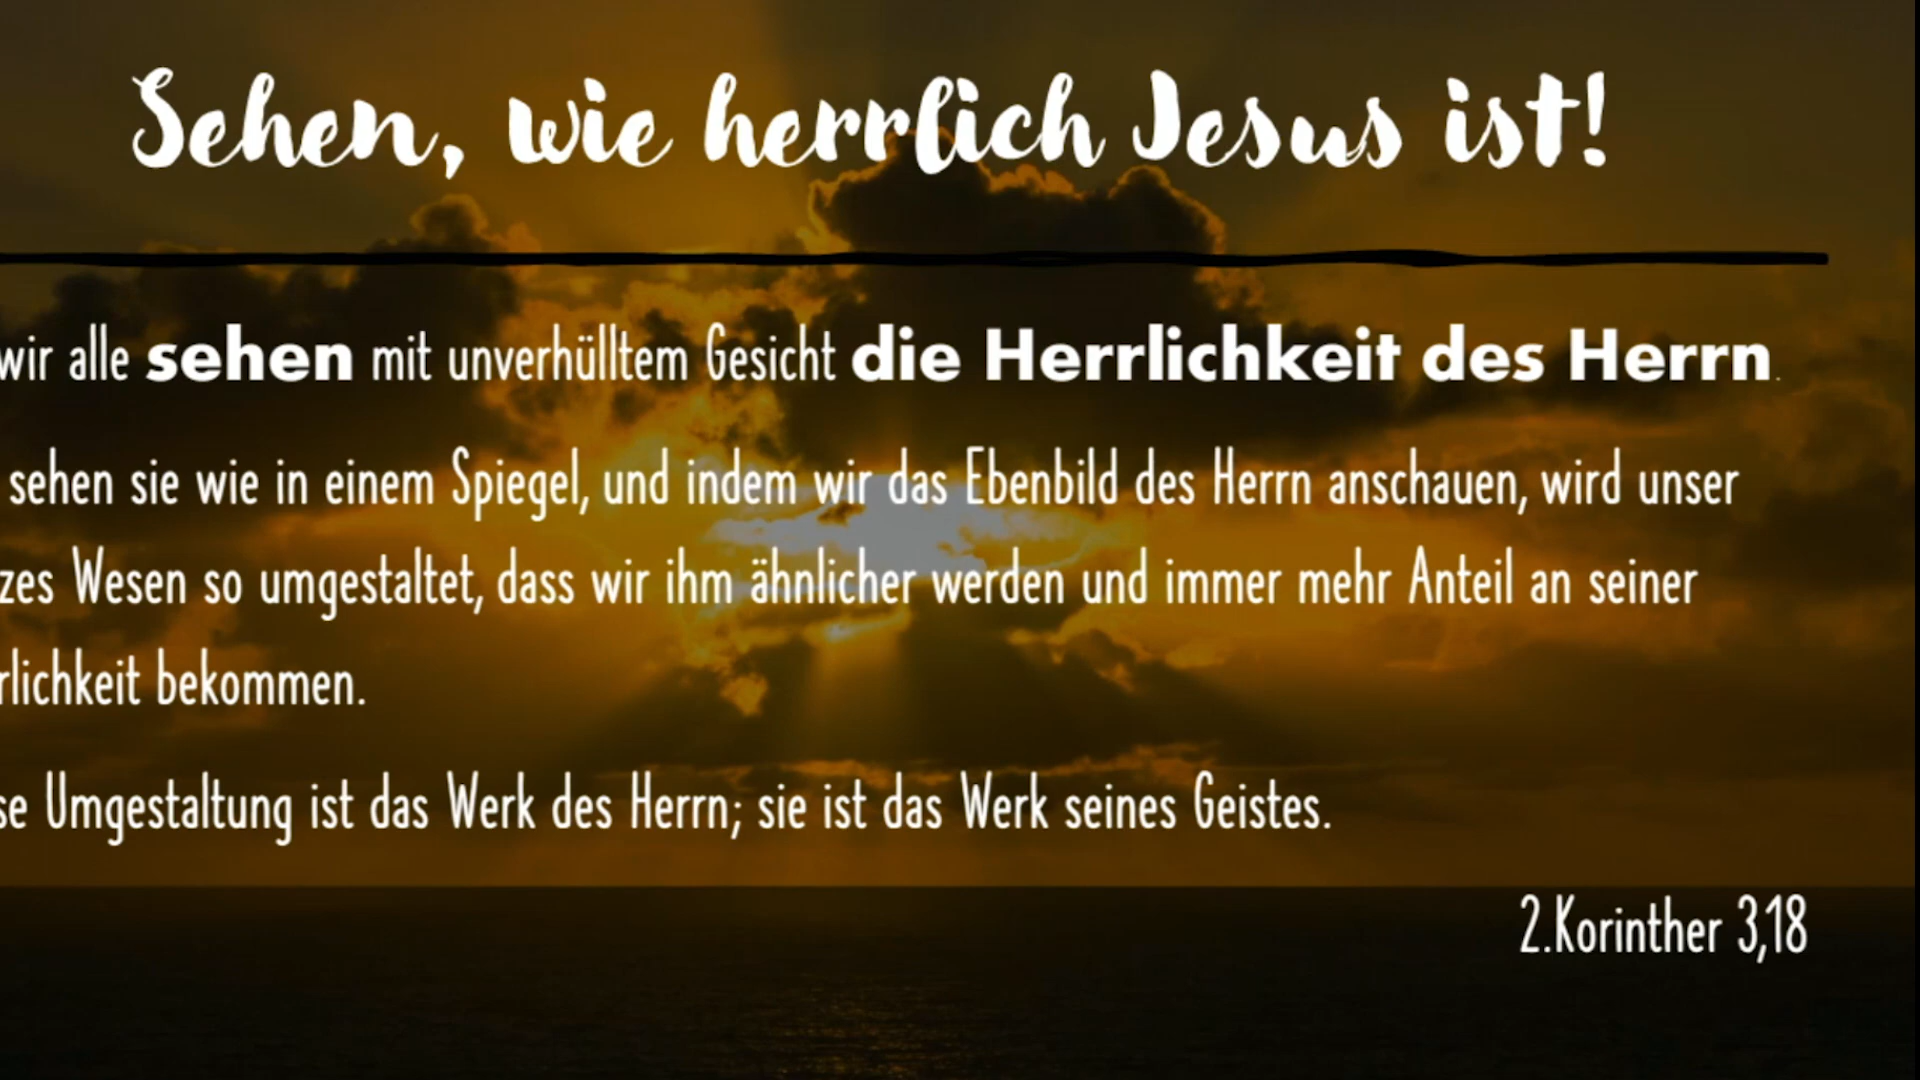 Sehen, wie herrlich Jesus ist!
wir alle sehen mit unverhülltem Gesicht die Herrlichkeit des Herrn.
sehen sie wie in einem Spiegel, und indem wir das Ebenbild des Herrn anschauen, wird unser
zes Wesen so umgestaltet, dass wir ihm ähnlicher werden und immer mehr Anteil an seiner
rlichkeit bekommen.
se Umgestaltung ist das Werk des Herrn; sie ist das Werk seines Geistes.
2.Korinther 3,18